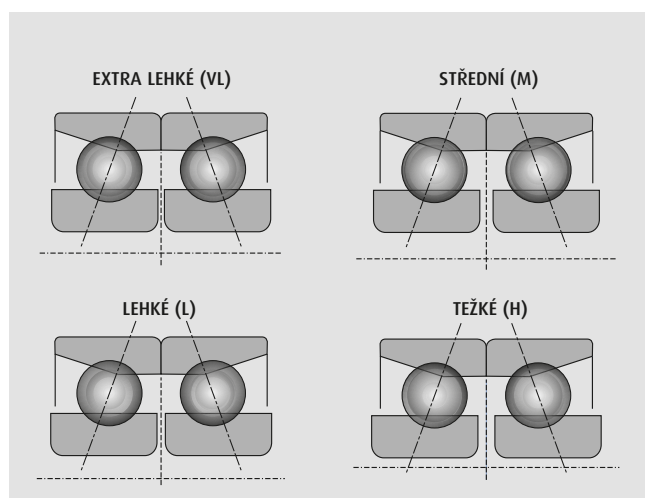 EXTRA LEHKÉ (VL)
STŘEDNÍ (M)
LEHKÉ (L)
TEŽKÉ (H)